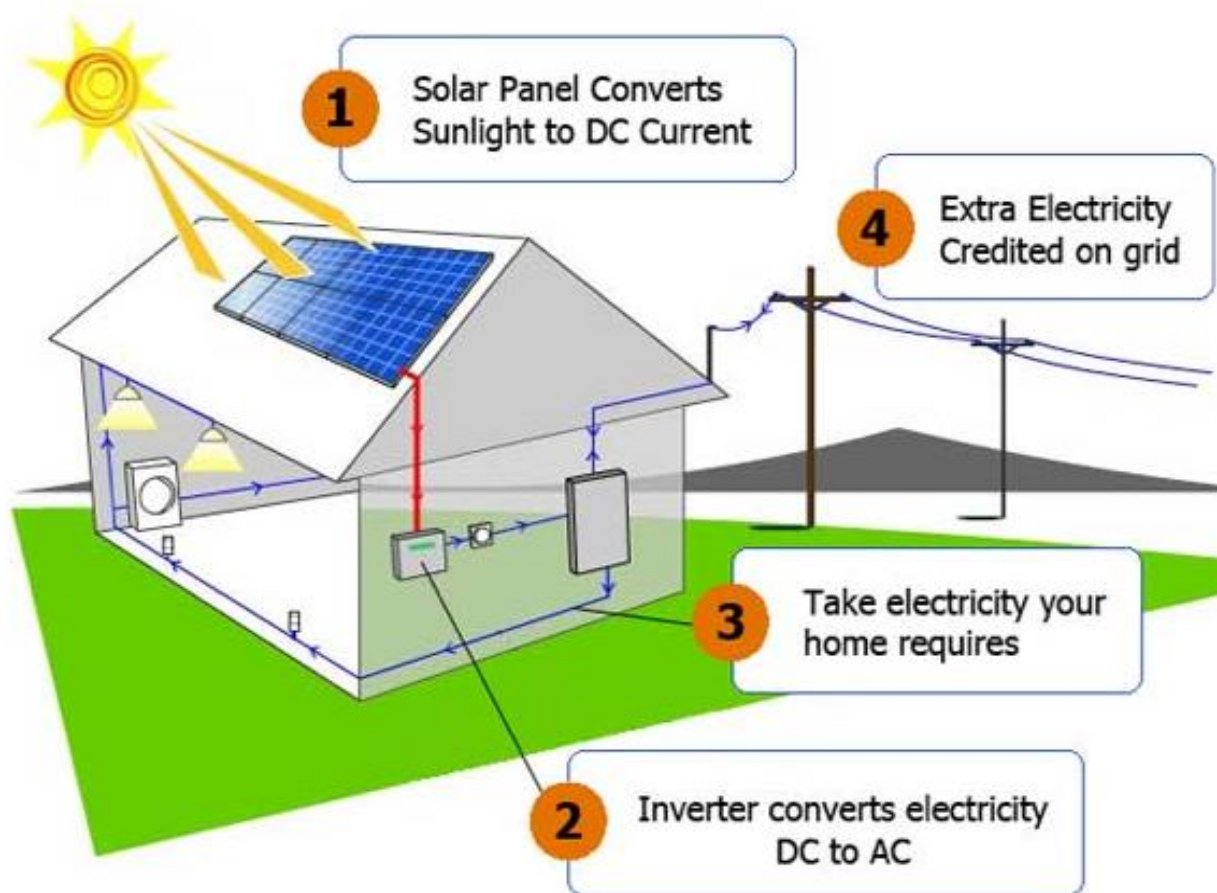 1
Solar Panel Converts
Sunlight to DC Current
4
Extra Electricity
Credited on grid
3
Take electricity your
home requires
2
Inverter converts electricity
DC to AC